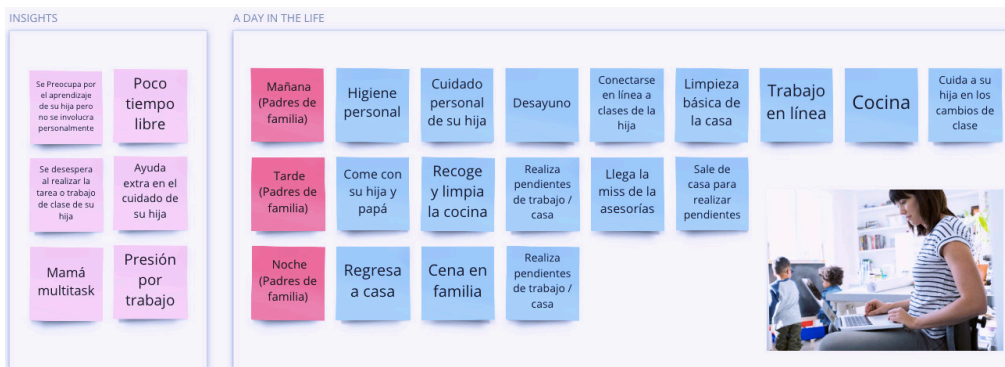 INSIGHTS
A DAY IN THE LIFE
Se Preocupa por
el aprendizaje
de su hija pero
no se involucra
personalmente
Poco
tiempo
libre
Se desespera
al realizar la
tarea o trabajo
de clase de su
hija
Ayuda
extra en el
cuidado de
su hija
Mamá
multitask
Presión
por
trabajo
Mañana
(Padres de
familia)
Higiene
personal
Cuidado
personal
de su hija
Desayuno
Conectarse
en línea a
clases de la
hija
Limpieza
básica de
la casa
Trabajo
en línea
Cocina
Cuida a su
hija en los
cambios de
clase
Tarde
(Padres de
familia)
Come con
su hija y
papá
Recoge
y limpia
la cocina
Realiza
pendientes
de trabajo /
casa
Llega la
miss de la
asesorías
Sale de
casa para
realizar
pendientes
Noche
(Padres de
familia)
Regresa
a casa
Cena en
familia
Realiza
pendientes
de trabajo /
casa